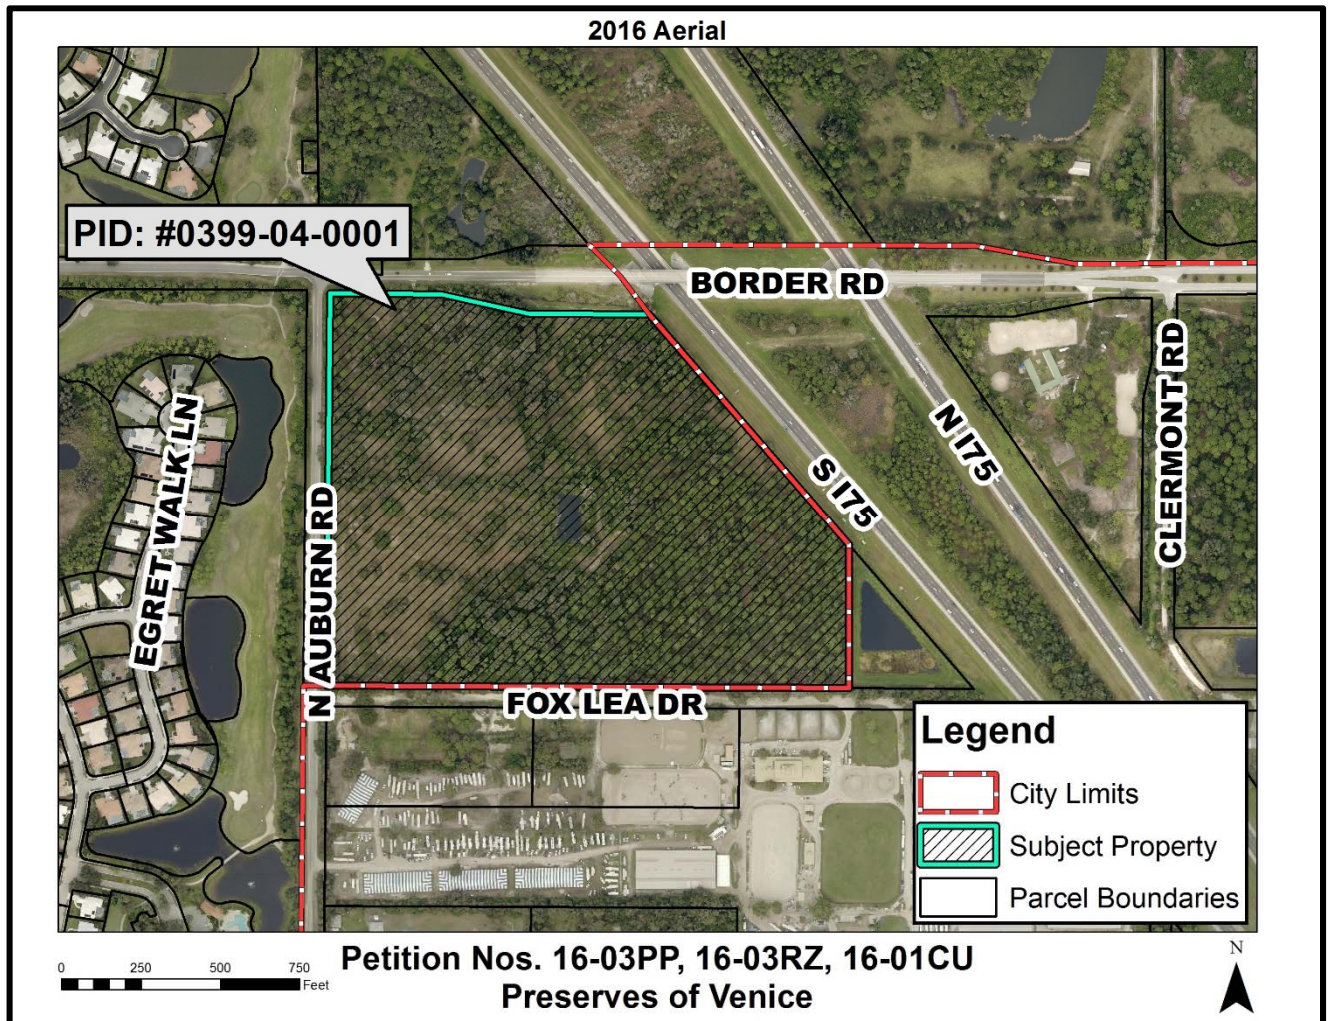 2016 Aerial
PID: #0399-04-0001
BORDER RD
N I75
S I75
CLERMONT RD
EGRET WALK LN
N AUBURN RD
FOX LEA DR
Legend
City Limits
Subject Property
Parcel Boundaries
0 250 500 750
Feet
Petition Nos. 16-03PP, 16-03RZ, 16-01CU
Preserves of Venice
N